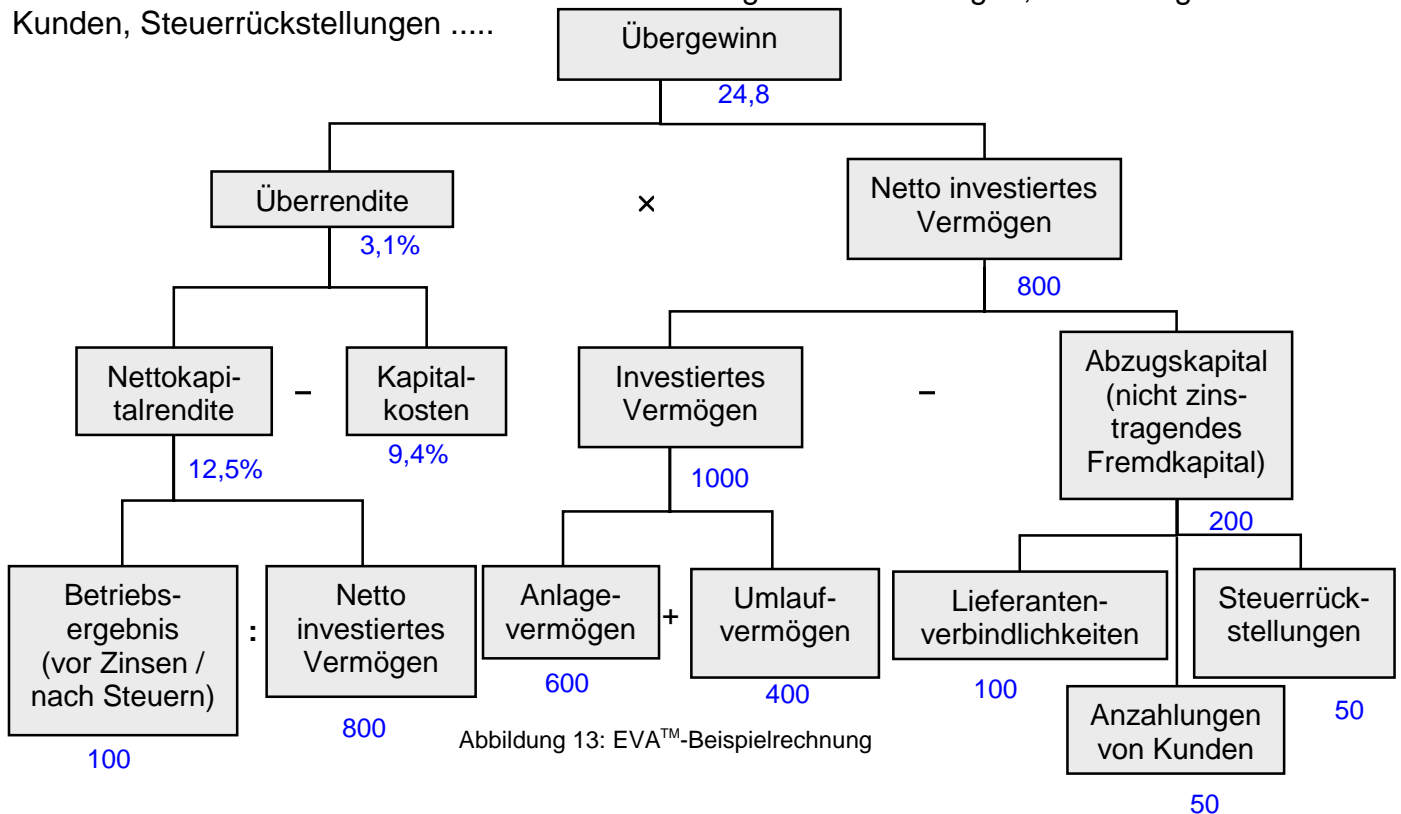 Kunden, Steuerrückstellungen .....
Übergewinn
24,8
Überrendite
3,1%
×
Netto investiertes
Vermögen
800
Nettokapi-
talrendite
12,5%
–
Kapital-
kosten
9,4%
Investiertes
Vermögen
1000
–
Abzugskapital
(nicht zins-
tragendes
Fremdkapital)
200
Betriebs-
ergebnis
(vor Zinsen /
nach Steuern)
100
:
Netto
investiertes
Vermögen
800
Anlage-
vermögen
600
+
Umlauf-
vermögen
400
Lieferanten-
verbindlichkeiten
100
Anzahlungen
von Kunden
50
Steuerrück-
stellungen
50
Abbildung 13: EVA™-Beispielrechnung